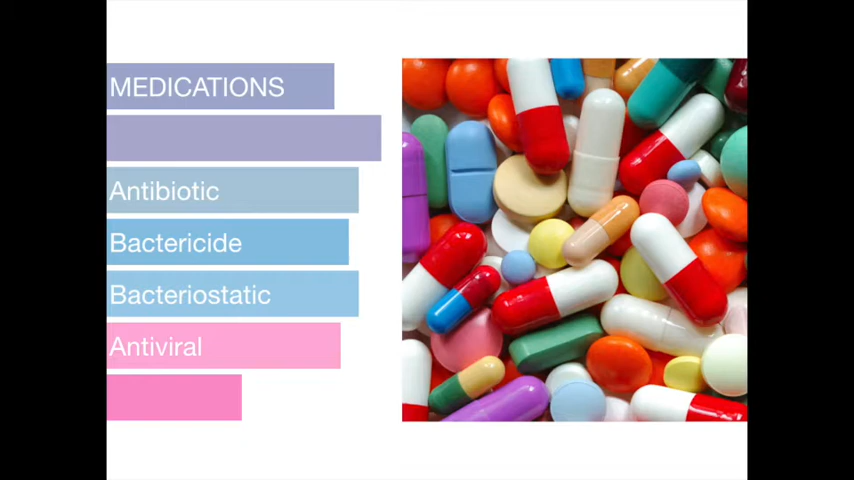 MEDICATIONS
Antibiotic
Bactericide
Bacteriostatic
Antiviral